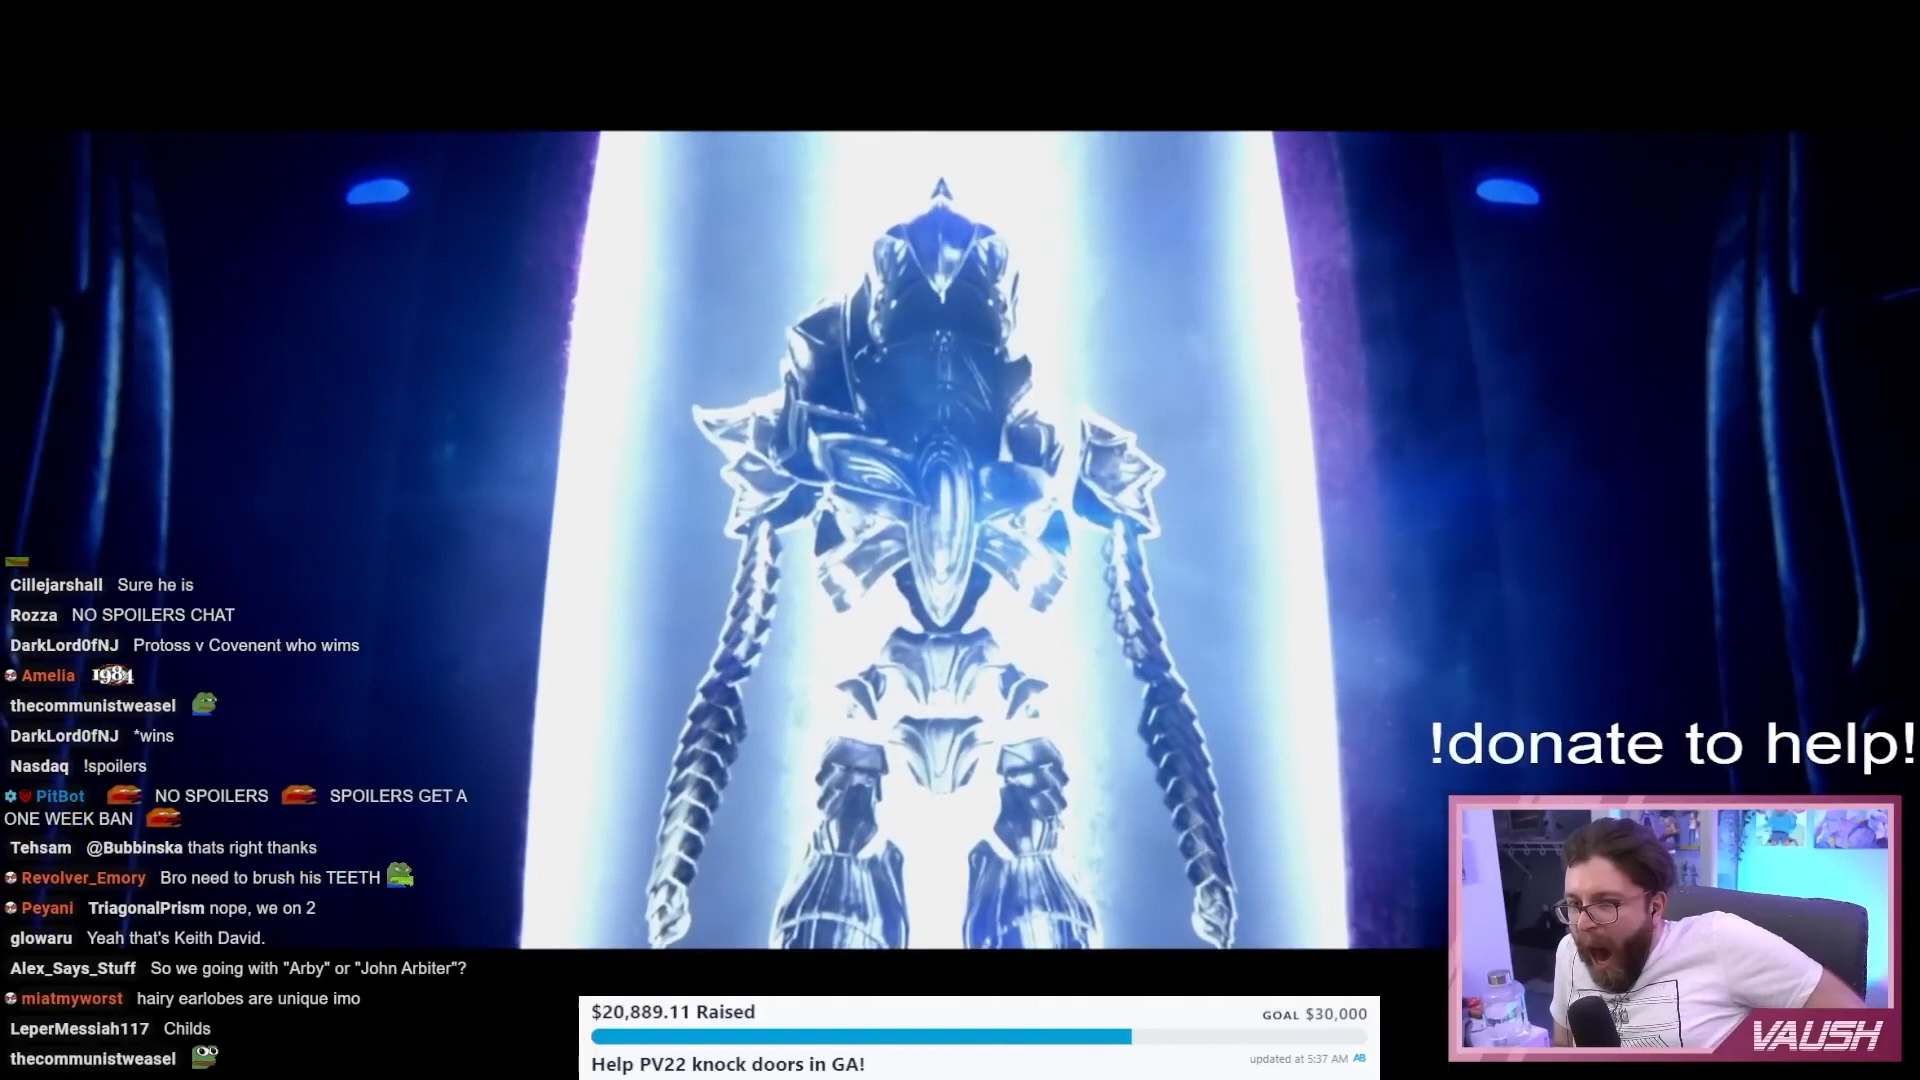 Cillejarshall Sure he is
Rozza NO SPOILERS CHAT
DarkLord0fNJ Protoss v Covenent who wims
Amelia 1984
thecommunistweasel
DarkLord0fNJ *wins
Nasdaq !spoilers
PitBot NO SPOILERS SPOILERS GET A
ONE WEEK BAN
Tehsam @Bubbinska thats right thanks
Revolver_Emory Bro need to brush his TEETH
Peyani TriagonalPrism nope, we on 2
glowaru Yeah that's Keith David.
Alex_Says_Stuff So we going with "Arby" or "John Arbiter"?
miatmyworst hairy earlobes are unique imo
LeperMessiah117 Childs
thecommunistweasel
$20,889.11 Raised
GOAL $30,000
Help PV22 knock doors in GA!
updated at 5:37 AM AB
!donate to help!
VAUSH